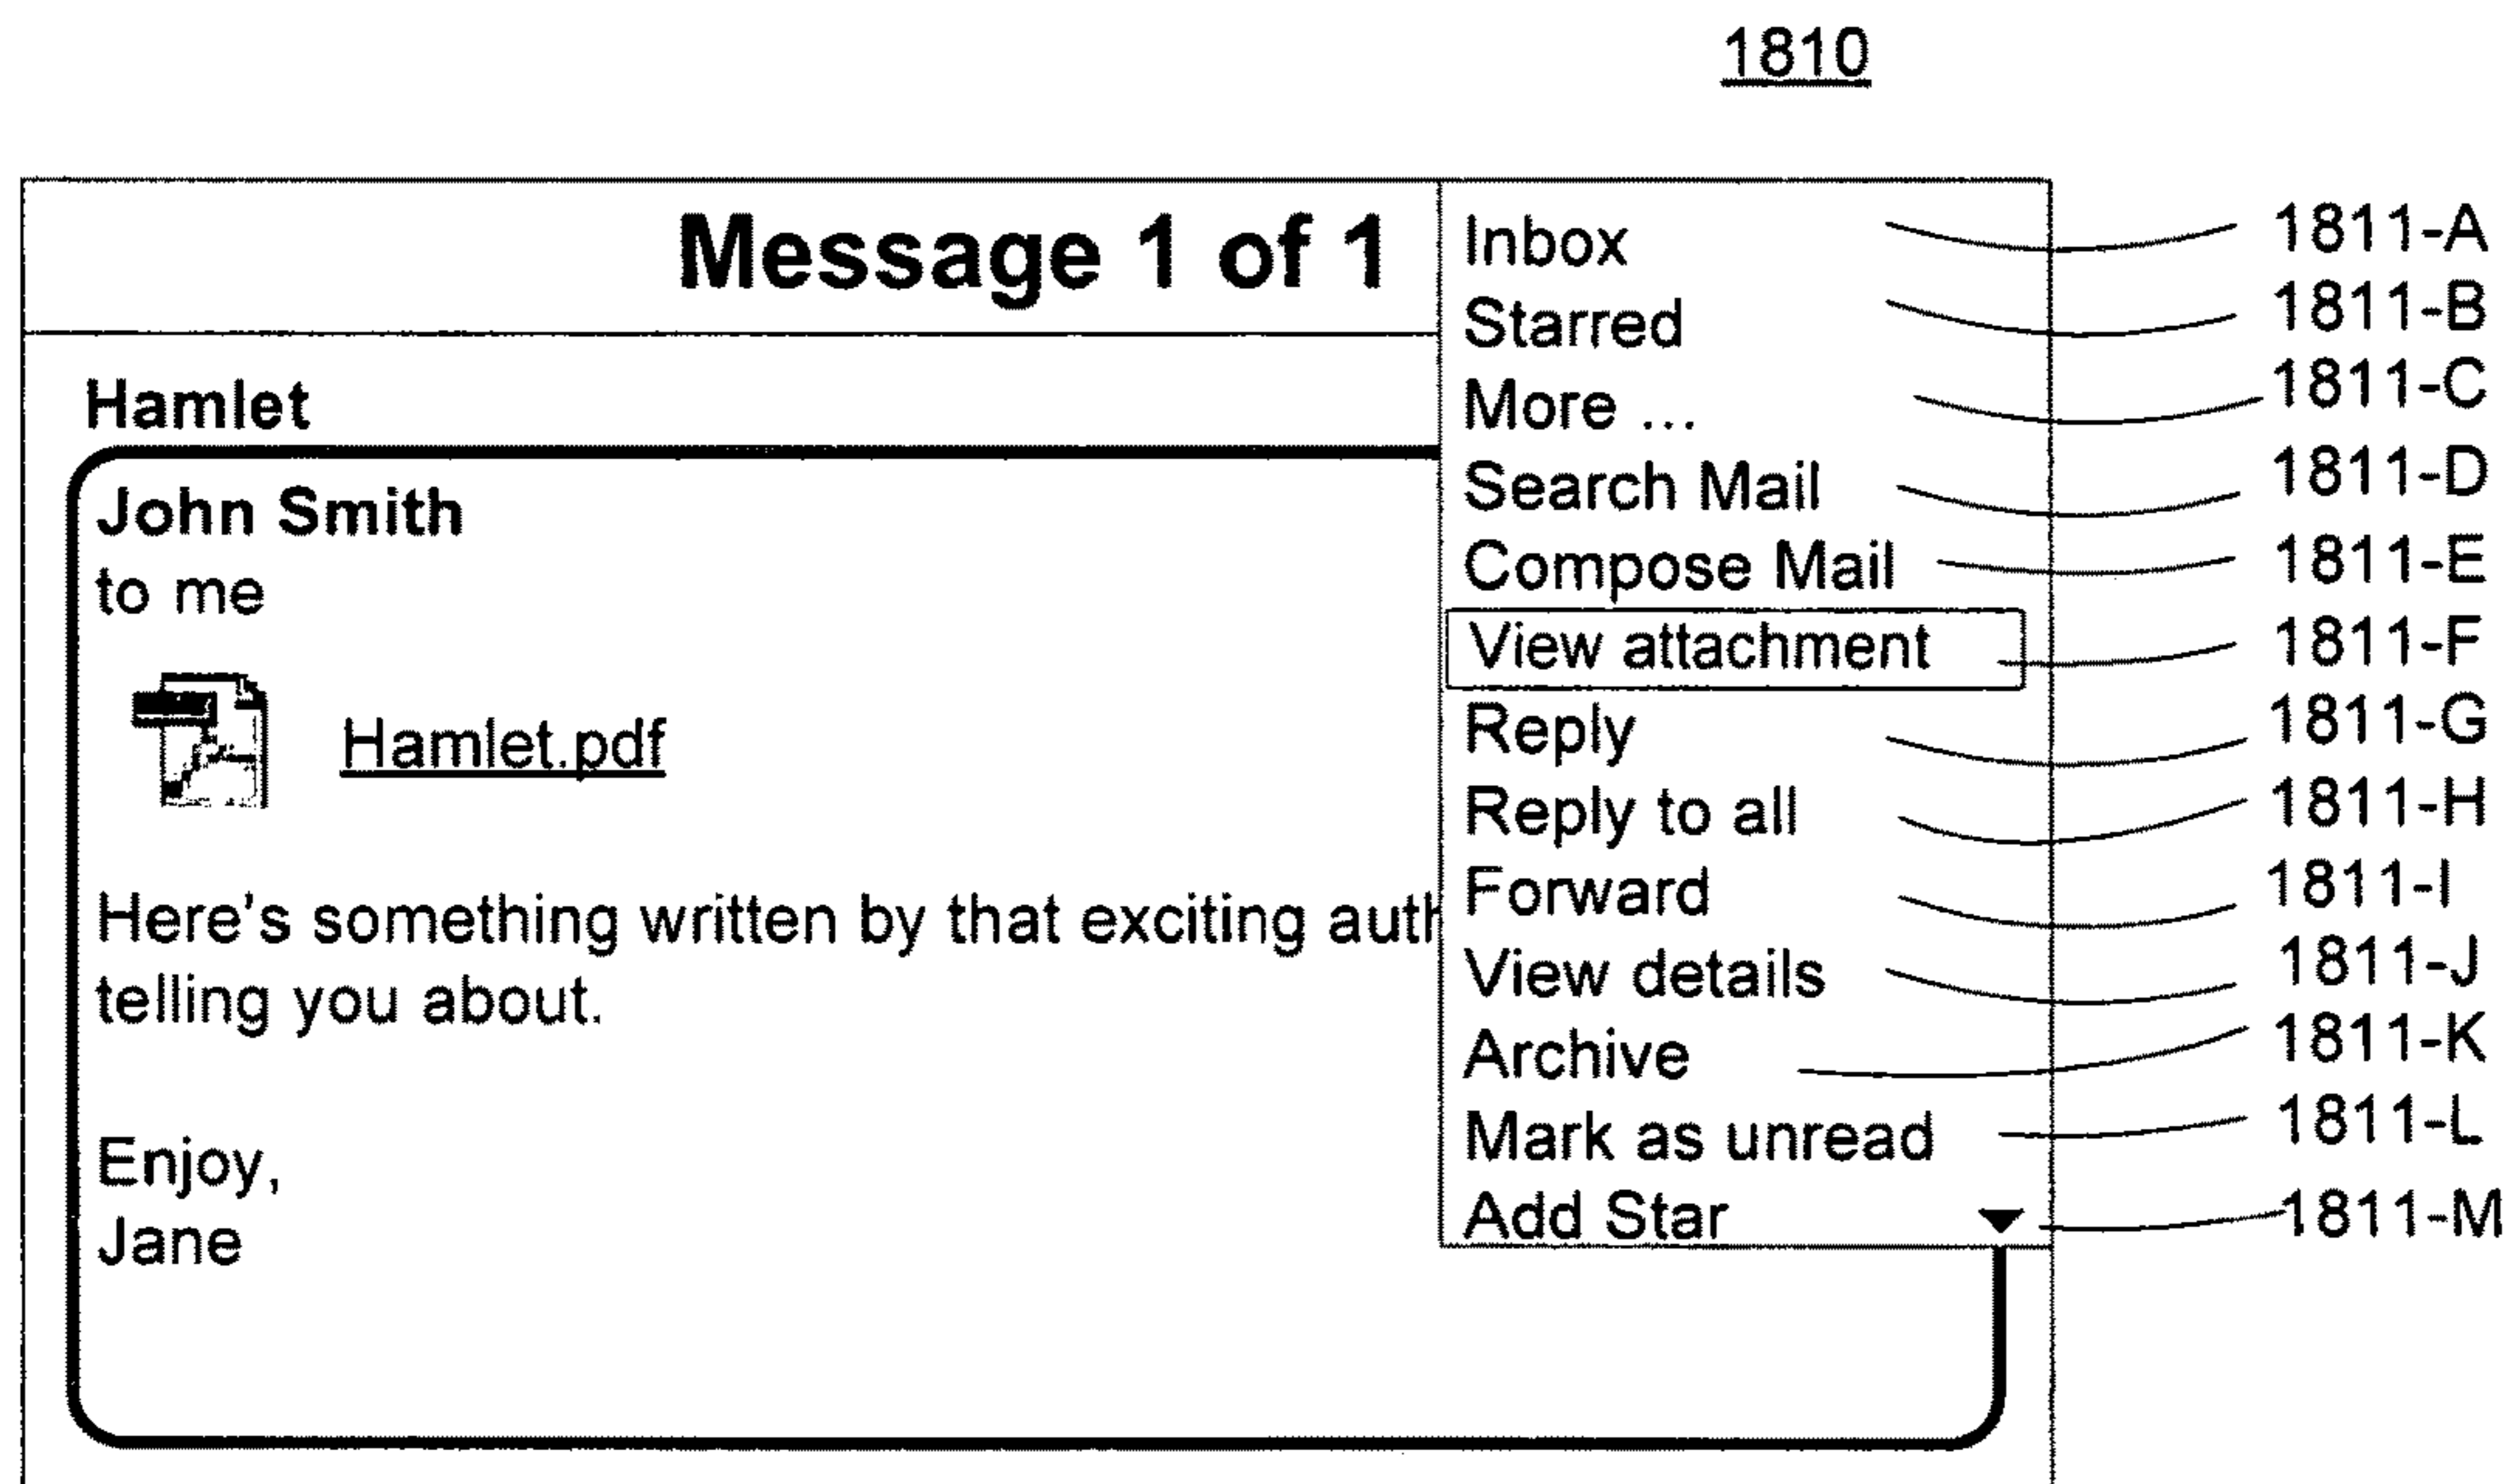 1810
Message 1 of 1
Hamlet
John Smith
to me
Hamlet.pdf
Here's something written by that exciting auth
telling you about.
Enjoy,
Jane
Inbox
Starred
More ...
Search Mail
Compose Mail
View attachment
Reply
Reply to all
Forward
View details
Archive
Mark as unread
Add Star
1811-A
1811-B
1811-C
1811-D
1811-E
1811-F
1811-G
1811-H
1811-I
1811-J
1811-K
1811-L
1811-M